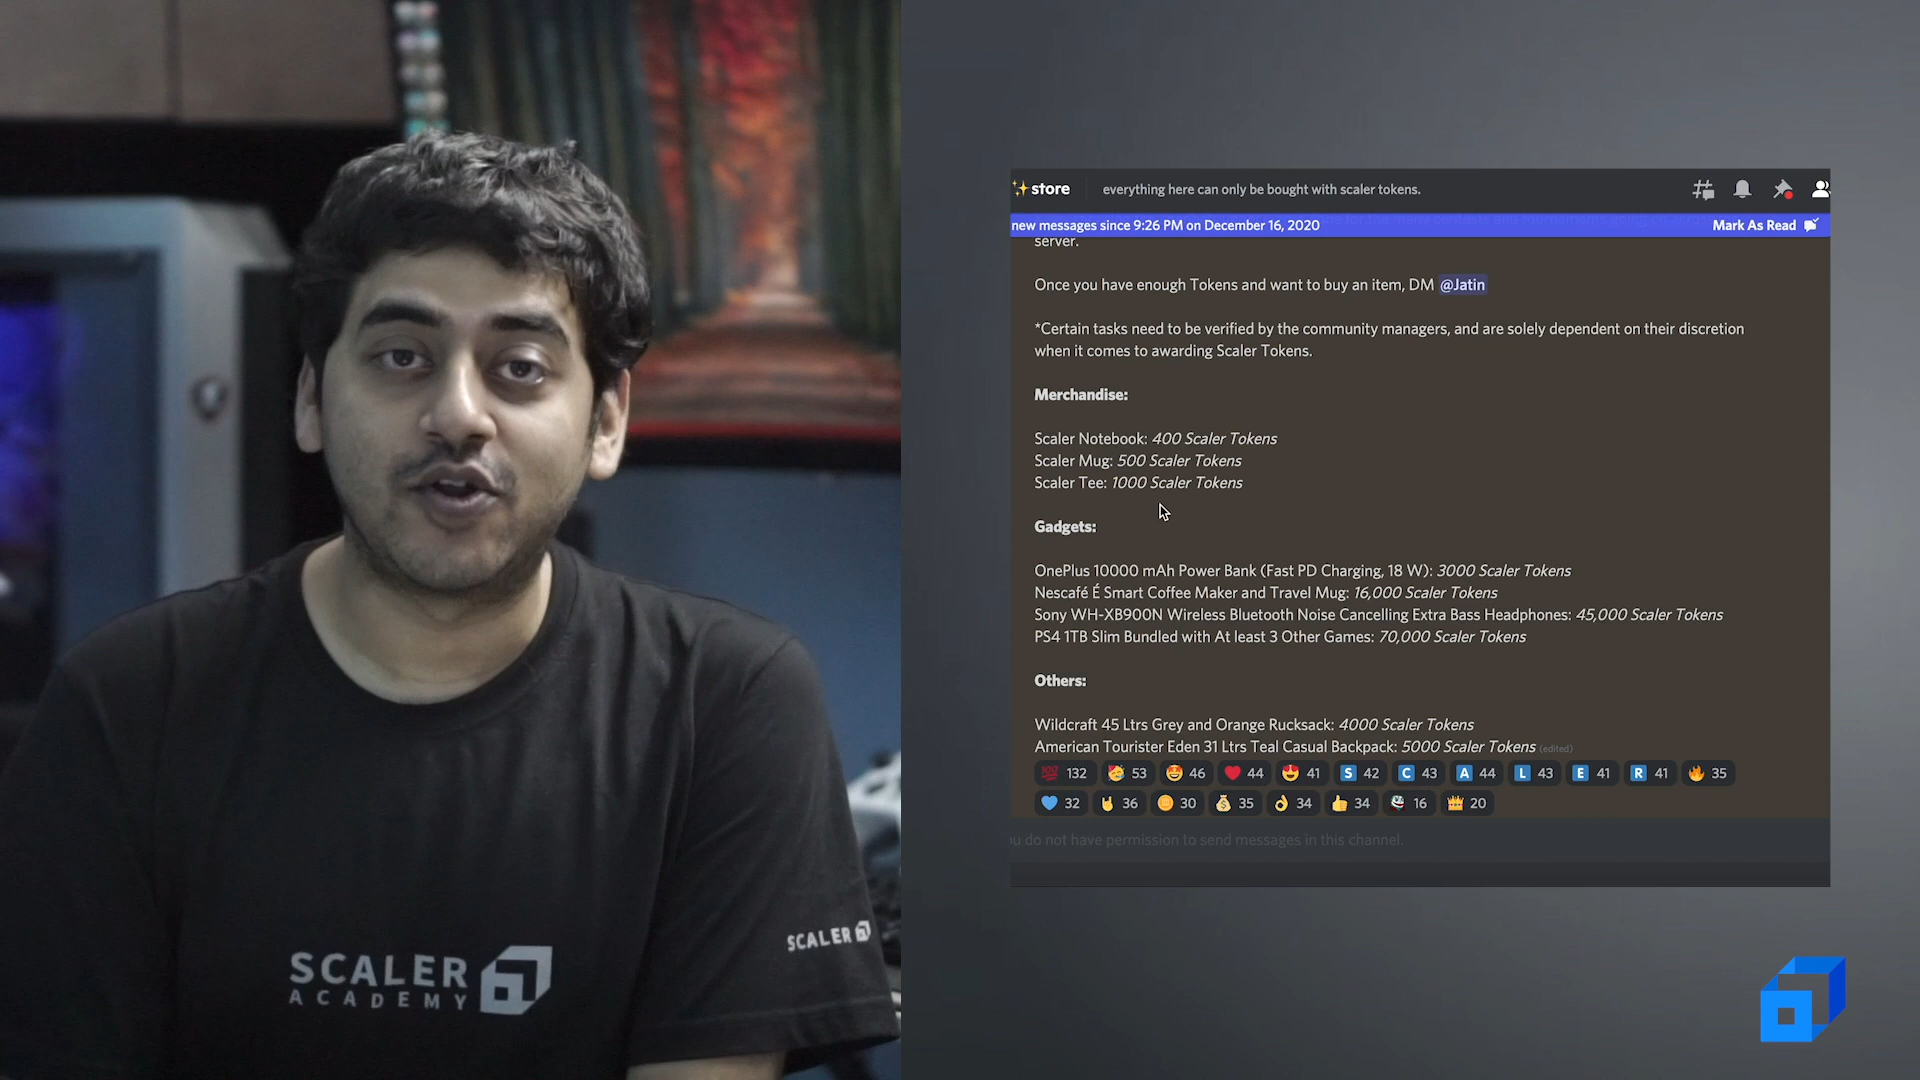 ✨store
everything here can only be bought with scaler tokens.
new messages since 9:26 PM on December 16, 2020
Mark As Read
server.
Once you have enough Tokens and want to buy an item, DM @Jatin
*Certain tasks need to be verified by the community managers, and are solely dependent on their discretion
when it comes to awarding Scaler Tokens.
Merchandise:
Scaler Notebook: 400 Scaler Tokens
Scaler Mug: 500 Scaler Tokens
Scaler Tee: 1000 Scaler Tokens
Gadgets:
OnePlus 10000 mAh Power Bank (Fast PD Charging, 18 W): 3000 Scaler Tokens
Nescafé É Smart Coffee Maker and Travel Mug: 16,000 Scaler Tokens
Sony WH-XB900N Wireless Bluetooth Noise Cancelling Extra Bass Headphones: 45,000 Scaler Tokens
PS4 1TB Slim Bundled with At least 3 Other Games: 70,000 Scaler Tokens
Others:
Wildcraft 45 Ltrs Grey and Orange Rucksack: 4000 Scaler Tokens
American Tourister Eden 31 Ltrs Teal Casual Backpack: 5000 Scaler Tokens (edited)
💯 132 🥳 53 🤩 46 ❤️ 44 😍 41 S 42 C 43 A 44 L 43 E 41 R 41 🔥 35
💙 32 🤘 36 🪙 30 💰 35 👌 34 👍 34 16 👑 20
u do not have permission to send messages in this channel.
SCALER
ACADEMY
SCALER